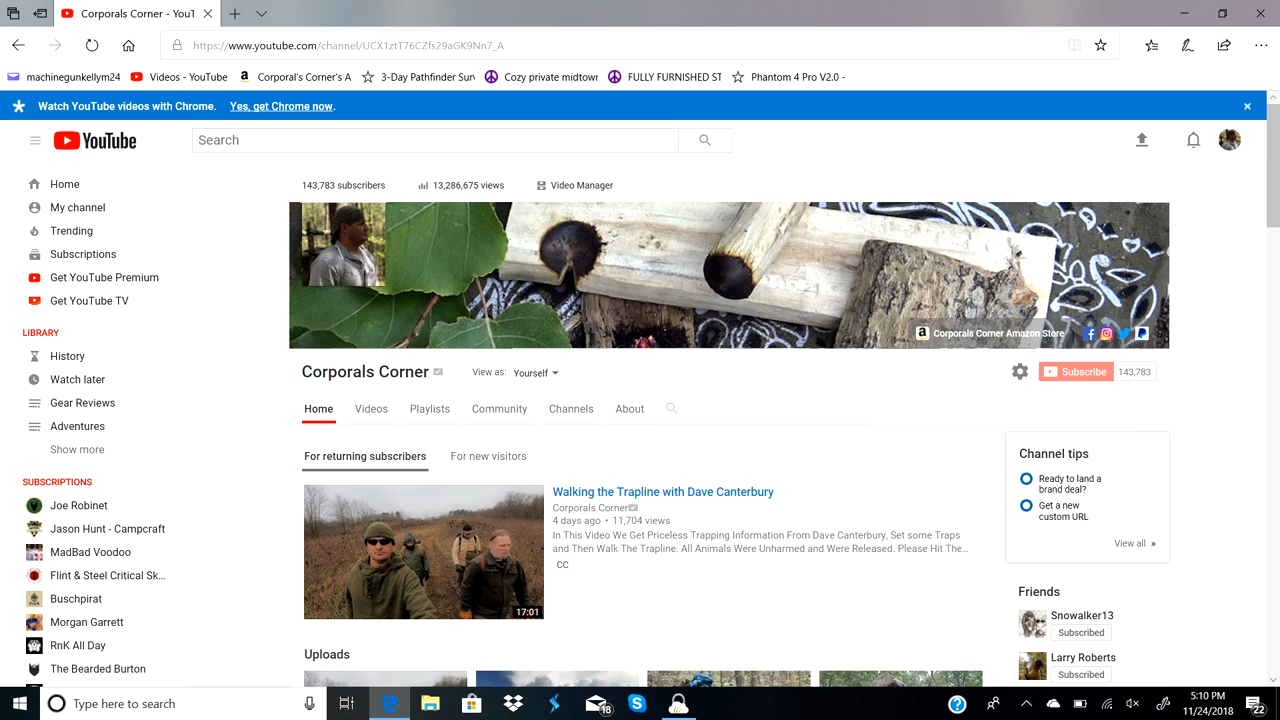 Corporals Corner - YouT
https://www.youtube.com/channel/UCX1ztT76CZfs29aGK9Nn7_A
machinegunkellym24
Videos - YouTube
Corporal's Corner's A
3-Day Pathfinder Sur
Cozy private midtow
FULLY FURNISHED ST
Phantom 4 Pro V2.0 -
Watch YouTube videos with Chrome. Yes, get Chrome now.
YouTube
Search
143,783 subscribers
13,286,675 views
Video Manager
Home
My channel
Trending
Subscriptions
Get YouTube Premium
Get YouTube TV
LIBRARY
History
Watch later
Gear Reviews
Adventures
Show more
SUBSCRIPTIONS
Joe Robinet
Jason Hunt - Campcraft
MadBad Voodoo
Flint & Steel Critical Sk...
Buschpirat
Morgan Garrett
RnK All Day
The Bearded Burton
Corporals Corner Amazon Store
Corporals Corner
View as: Yourself
Subscribe 143,783
Home
Videos
Playlists
Community
Channels
About
For returning subscribers
For new visitors
17:01
Walking the Trapline with Dave Canterbury
Corporals Corner
4 days ago • 11,704 views
In This Video We Get Priceless Trapping Information From Dave Canterbury, Set some Traps
and Then Walk The Trapline. All Animals Were Unharmed and Were Released. Please Hit The...
CC
Uploads
Channel tips
Ready to land a
brand deal?
Get a new
custom URL
View all »
Friends
Snowalker13
Subscribed
Larry Roberts
Subscribed
Type here to search
18
5:10 PM
11/24/2018
22